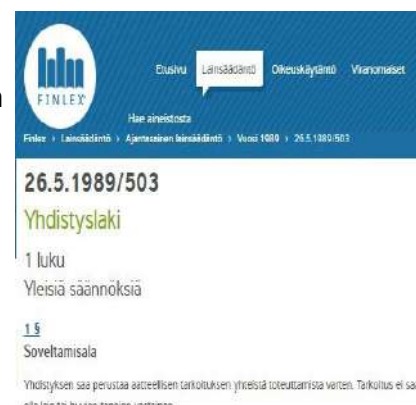 FINLEX
Etusivu Lainsäädäntö Oikeuskäytäntö Viranomaiset
Hae aineistosta
Finlex › Lainsäädäntö › Ajantasainen lainsäädäntö › Vuosi 1989 › 26.5.1989/503
26.5.1989/503
Yhdistyslaki
1 luku
Yleisiä säännöksiä
1 §
Soveltamisala
Yhdistyksen saa perustaa aatteellisen tarkoituksen yhteistä toteuttamista varten. Tarkoitus ei saa